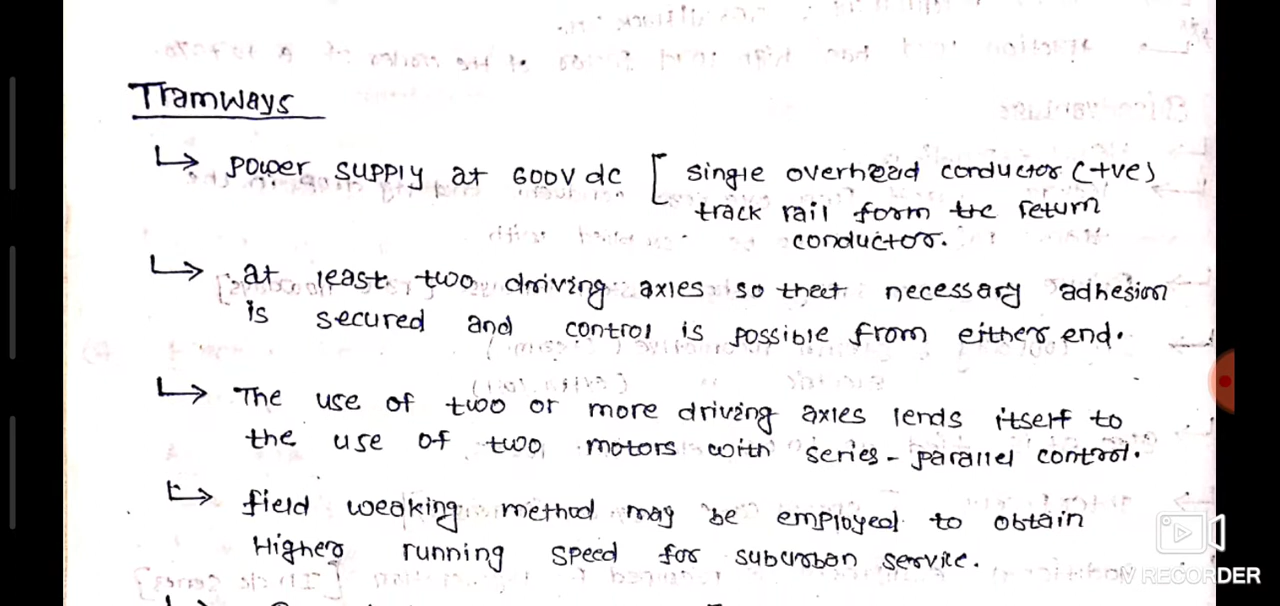 Tramways
↳ power supply at 600V dc [ single overhead conductor (+ve)
track rail form the return
conductor.
↳ at least two driving axles so that necessary adhesion
is secured and control is possible from either end.
↳ The use of two or more driving axles lends itself to
the use of two motors with series-parallel control.
↳ field weaking method may be employed to obtain
Higher running speed for suburban service.
V RECORDER